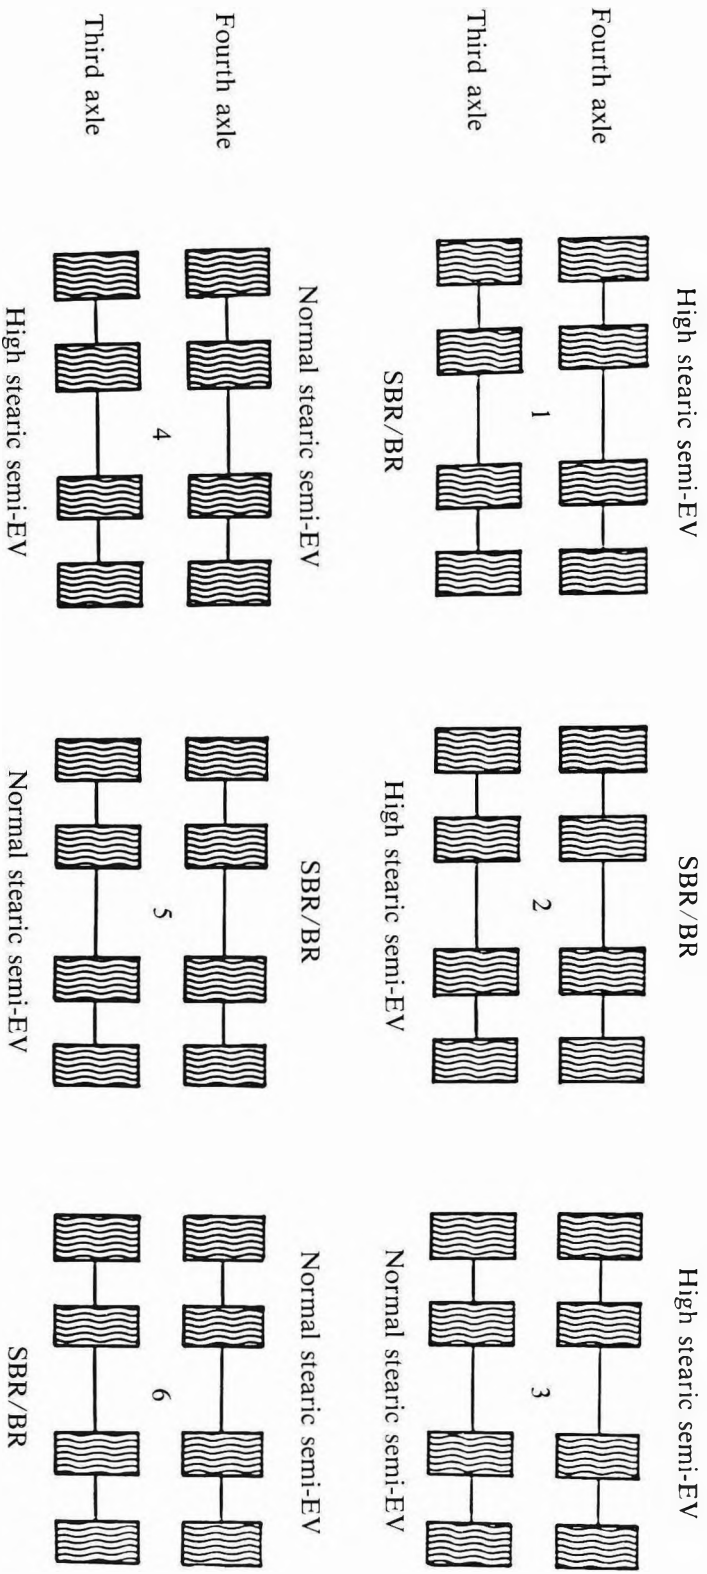 High stearic semi-EV SBR/BR High stearic semi-EV
Fourth axle
1 2 3
Third axle
SBR/BR High stearic semi-EV Normal stearic semi-EV
Normal stearic semi-EV SBR/BR Normal stearic semi-EV
Fourth axle
4 5 6
Third axle
High stearic semi-EV Normal stearic semi-EV SBR/BR